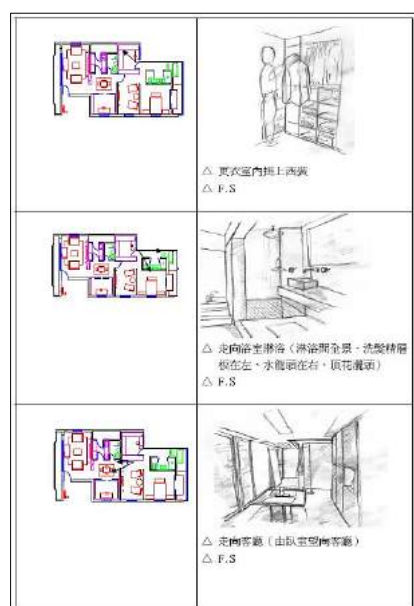 △ 更衣室內掛上西裝
△ F.S
△ 走向浴室淋浴（淋浴間全景、洗髮精層
板在左、水龍頭在右、頂花灑頭）
△ F.S
△ 走向客廳（由臥室望向客廳）
△ F.S